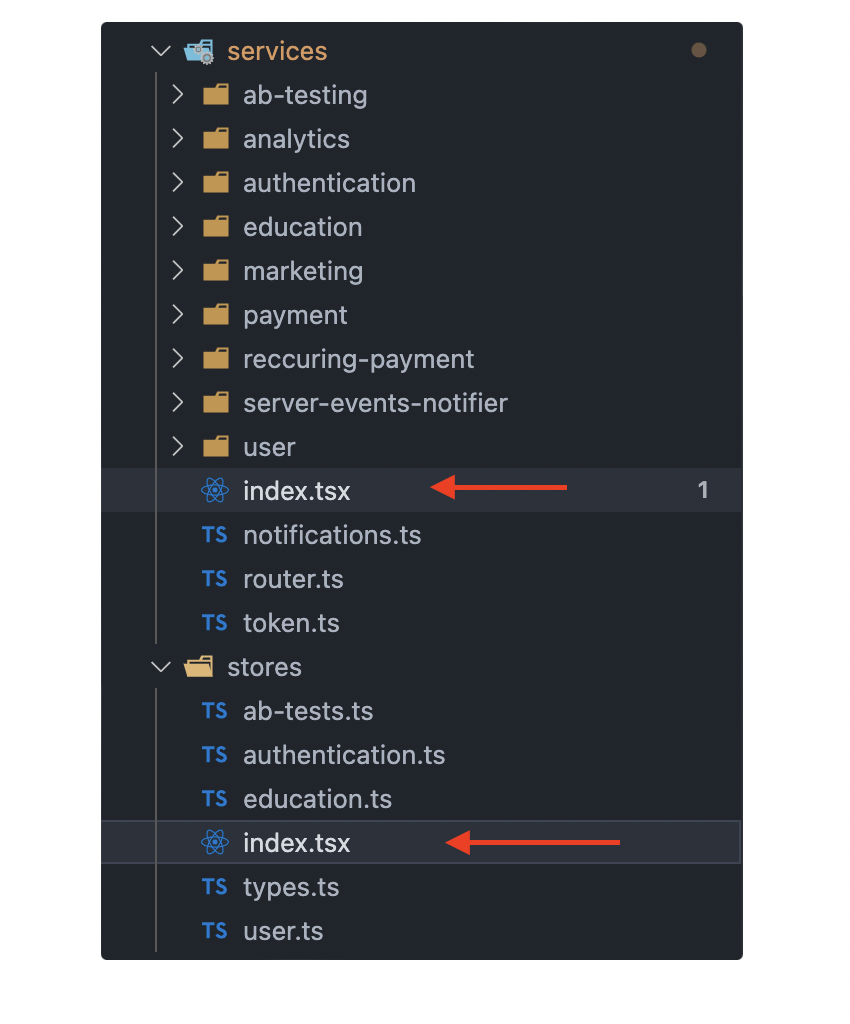 services
ab-testing
analytics
authentication
education
marketing
payment
reccuring-payment
server-events-notifier
user
index.tsx 1
TS notifications.ts
TS router.ts
TS token.ts
stores
TS ab-tests.ts
TS authentication.ts
TS education.ts
index.tsx
TS types.ts
TS user.ts